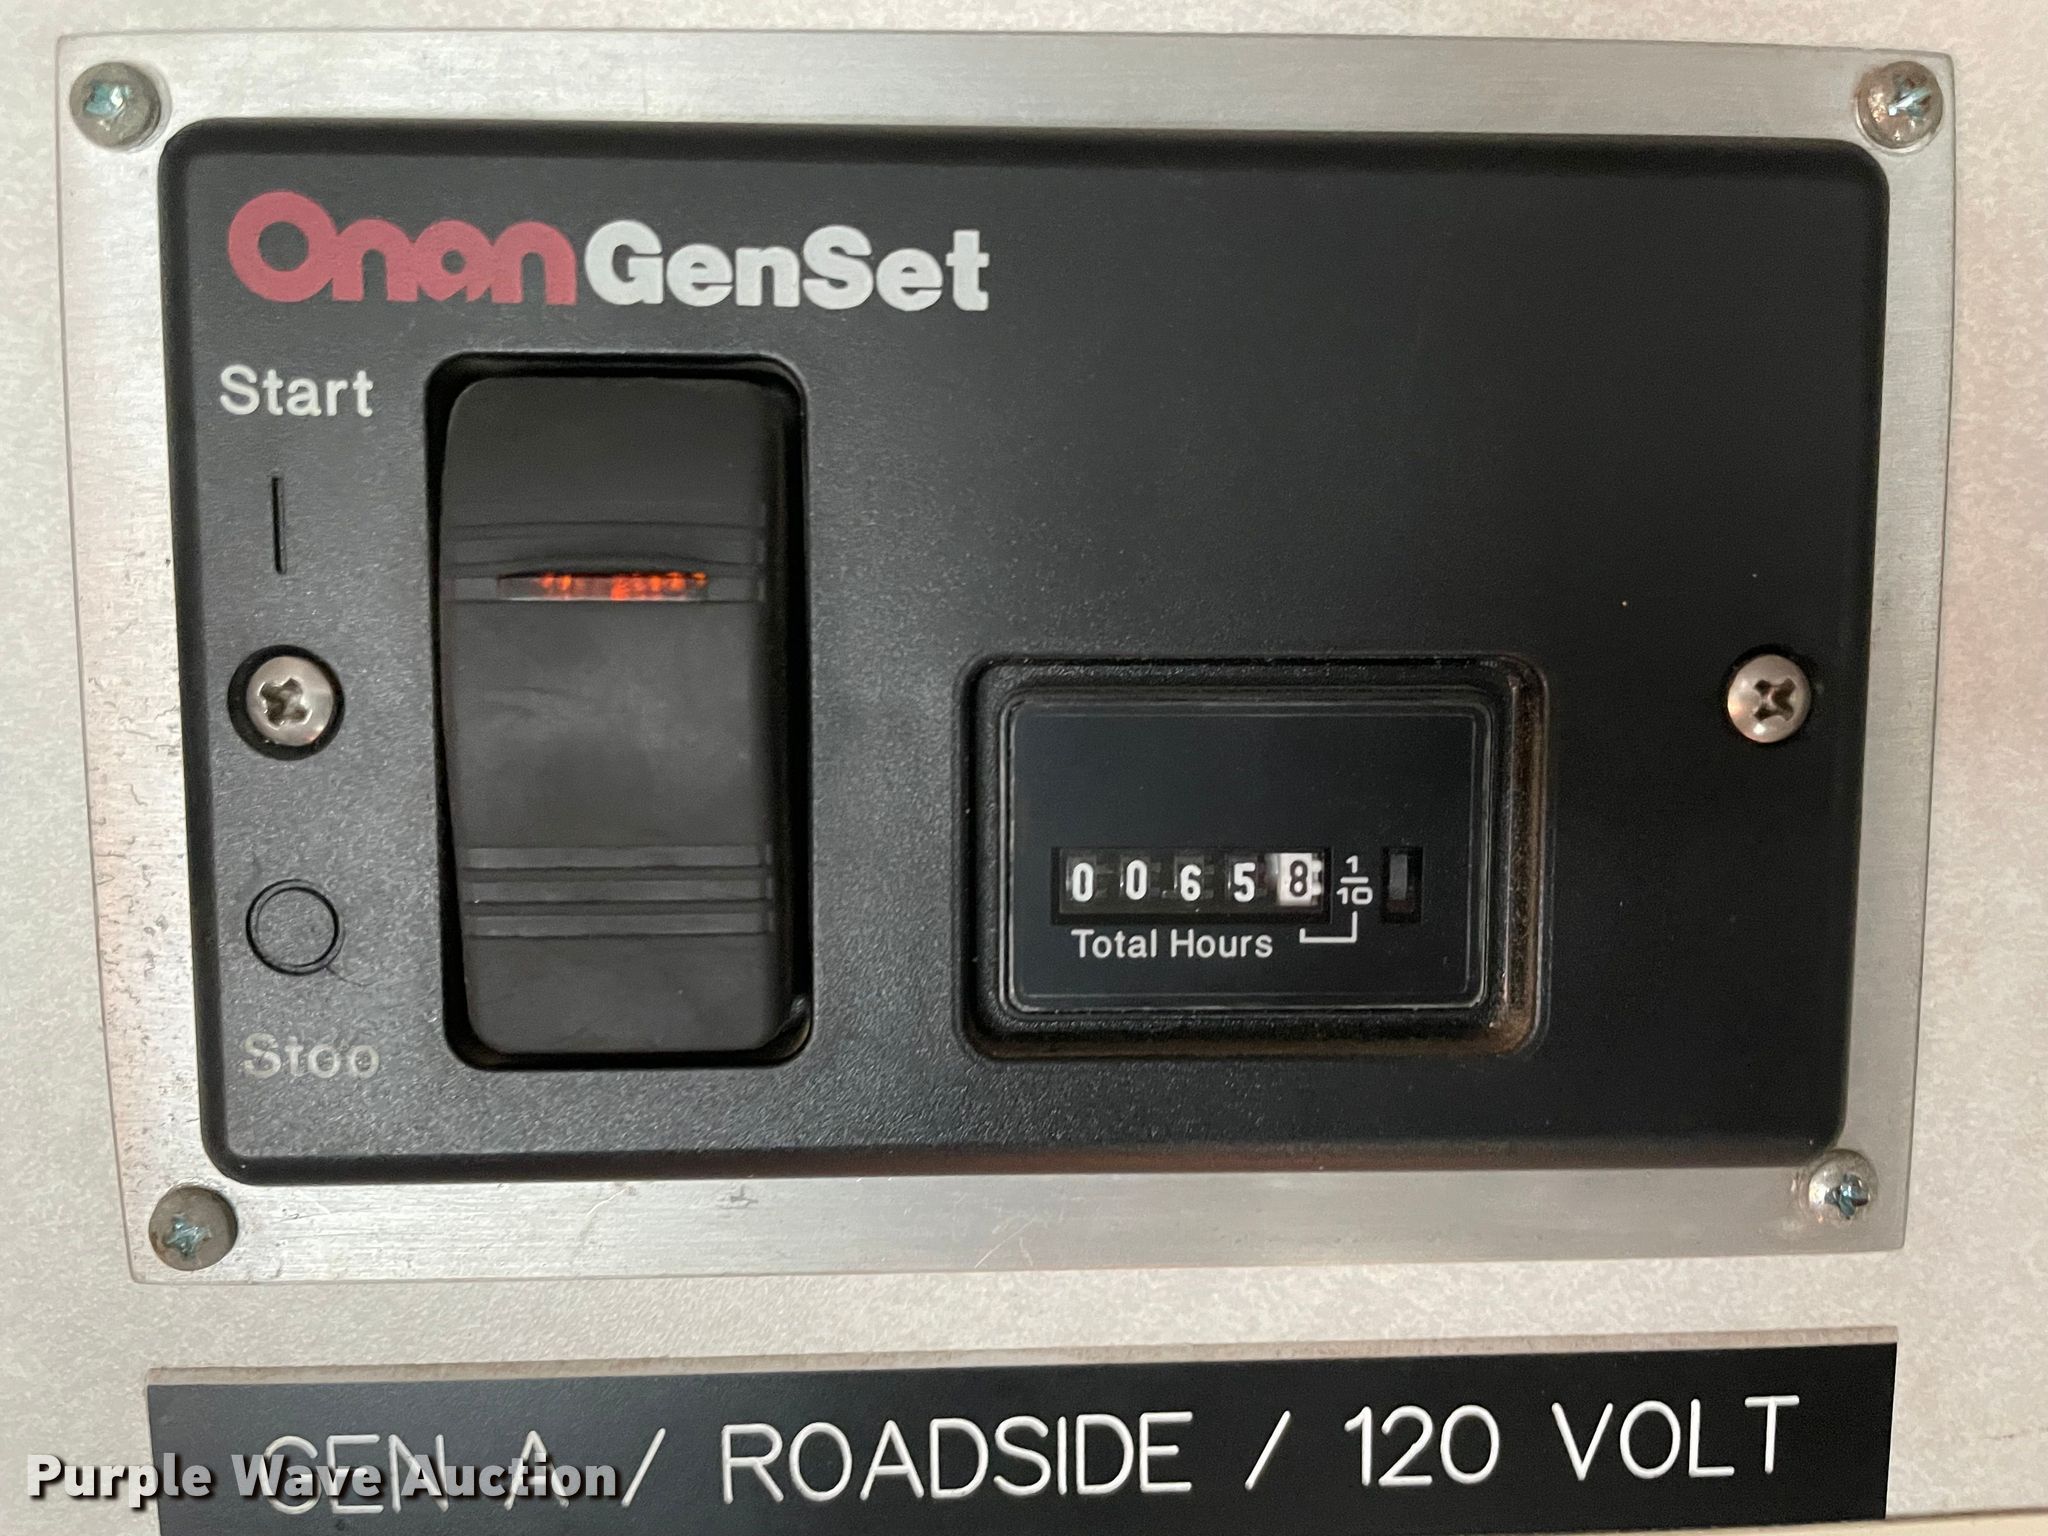 Onan GenSet
Start
Stop
0 0 6 5 8 1/10
Total Hours
GEN A / ROADSIDE / 120 VOLT
Purple Wave Auction